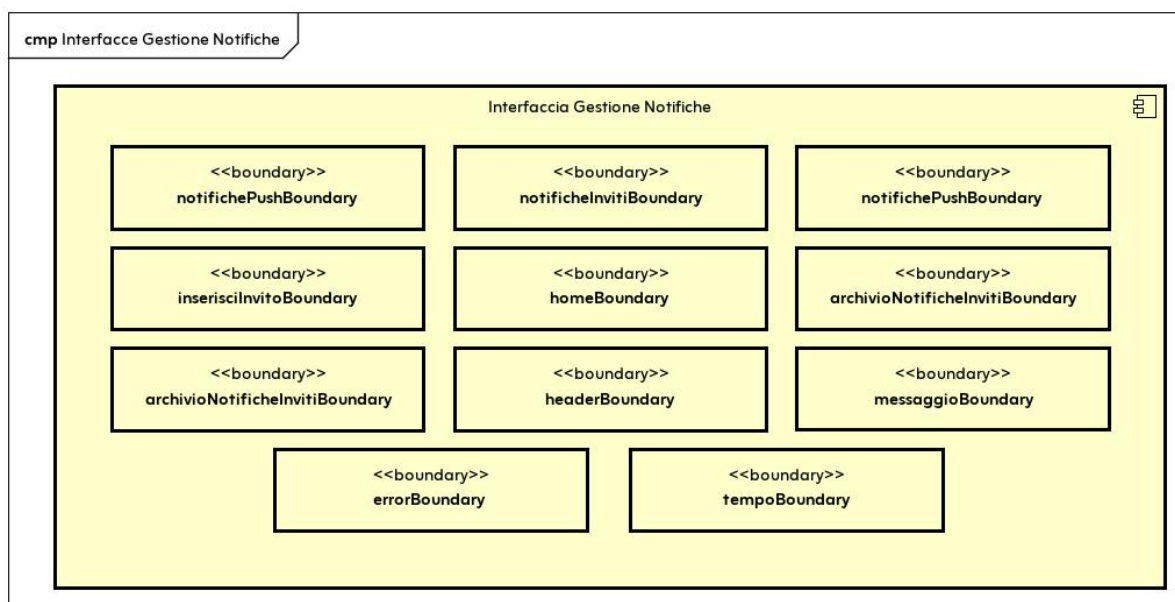 cmp Interfacce Gestione Notifiche
Interfaccia Gestione Notifiche
<<boundary>>
notifichePushBoundary
<<boundary>>
notificheInvitiBoundary
<<boundary>>
notifichePushBoundary
<<boundary>>
inserisciInvitoBoundary
<<boundary>>
homeBoundary
<<boundary>>
archivioNotificheInvitiBoundary
<<boundary>>
archivioNotificheInvitiBoundary
<<boundary>>
headerBoundary
<<boundary>>
messaggioBoundary
<<boundary>>
errorBoundary
<<boundary>>
tempoBoundary